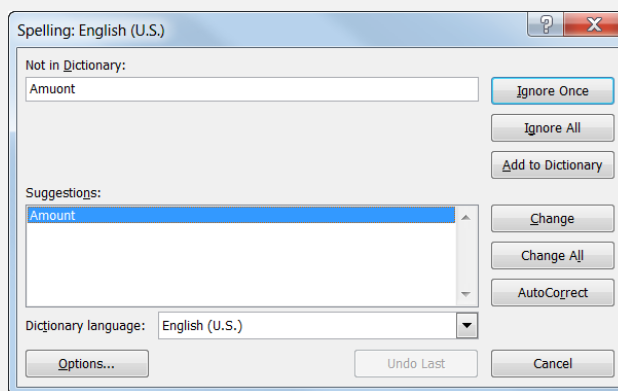 Spelling: English (U.S.)
Not in Dictionary:
Amuont
Ignore Once
Ignore All
Add to Dictionary
Suggestions:
Amount
Change
Change All
AutoCorrect
Dictionary language: English (U.S.)
Options... Undo Last Cancel